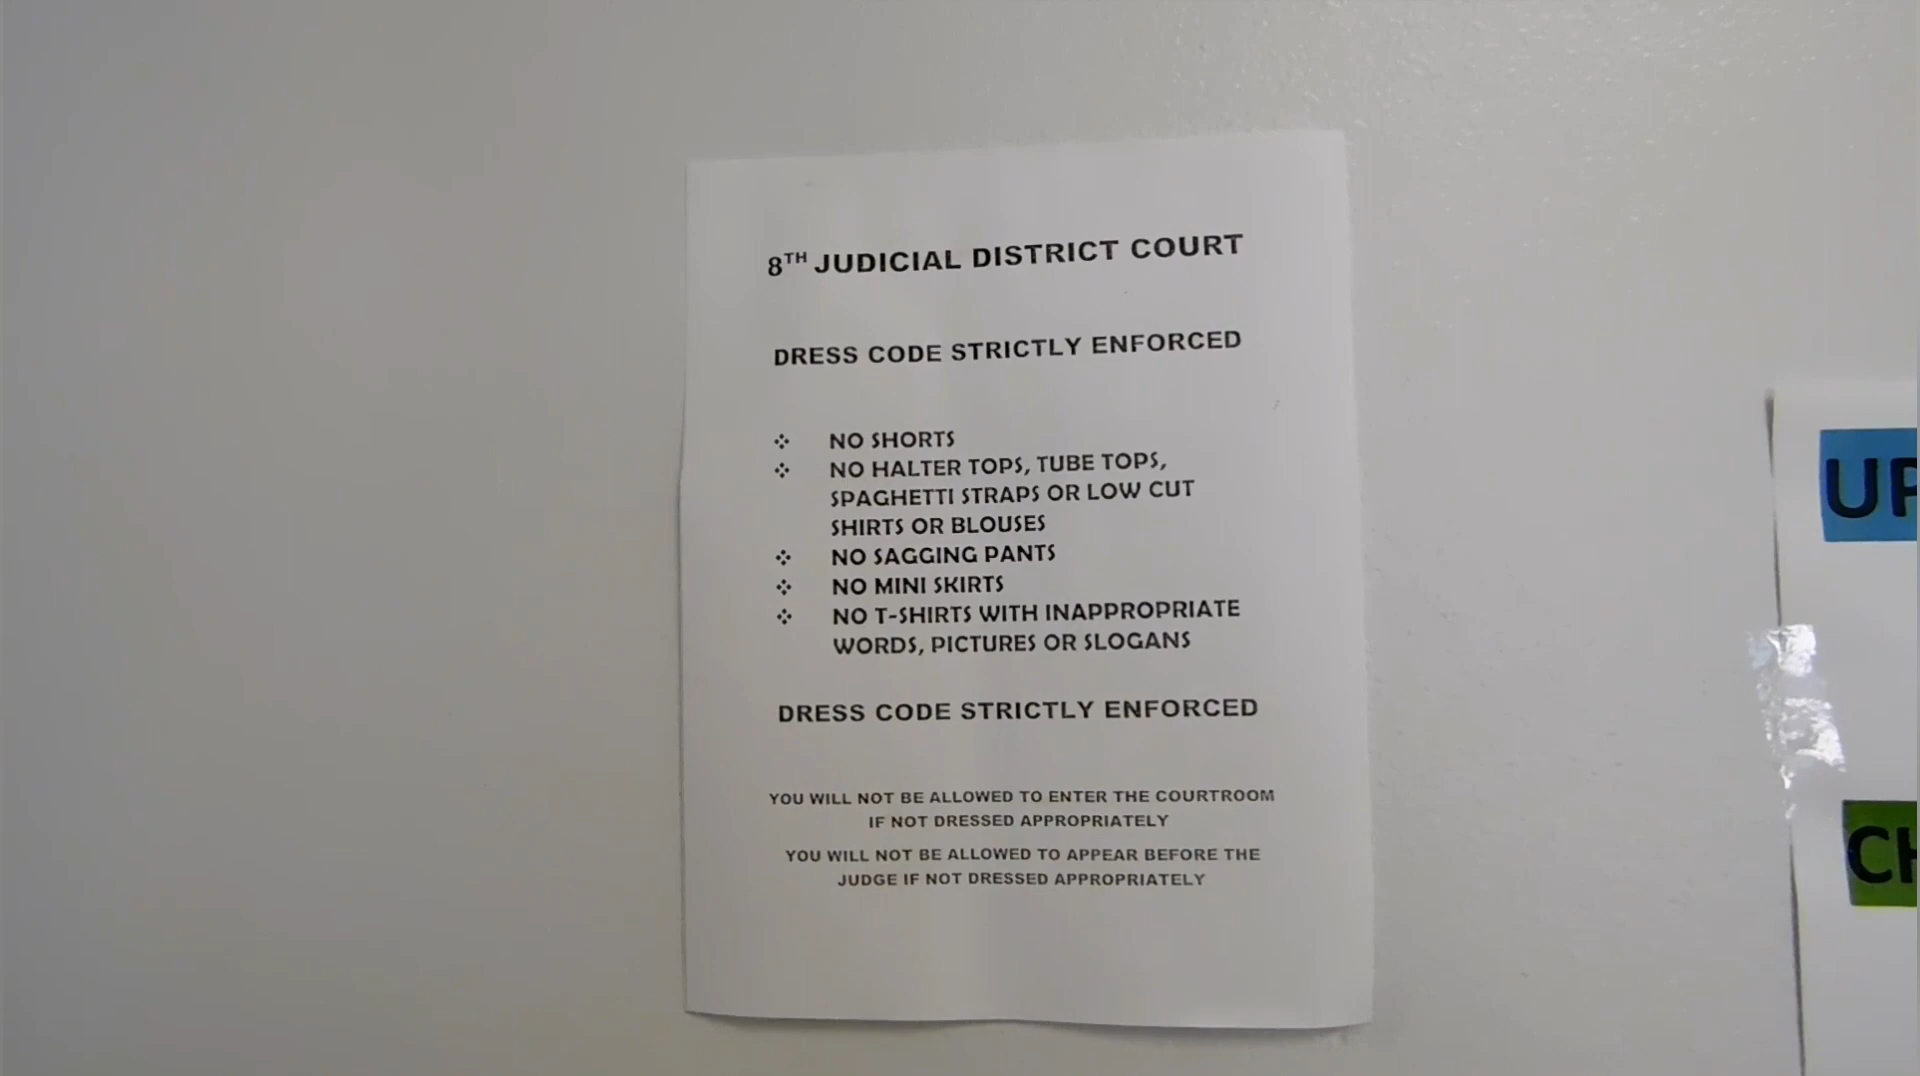 8TH JUDICIAL DISTRICT COURT
DRESS CODE STRICTLY ENFORCED
❖ NO SHORTS
❖ NO HALTER TOPS, TUBE TOPS,
SPAGHETTI STRAPS OR LOW CUT
SHIRTS OR BLOUSES
❖ NO SAGGING PANTS
❖ NO MINI SKIRTS
❖ NO T-SHIRTS WITH INAPPROPRIATE
WORDS, PICTURES OR SLOGANS
DRESS CODE STRICTLY ENFORCED
YOU WILL NOT BE ALLOWED TO ENTER THE COURTROOM
IF NOT DRESSED APPROPRIATELY
YOU WILL NOT BE ALLOWED TO APPEAR BEFORE THE
JUDGE IF NOT DRESSED APPROPRIATELY